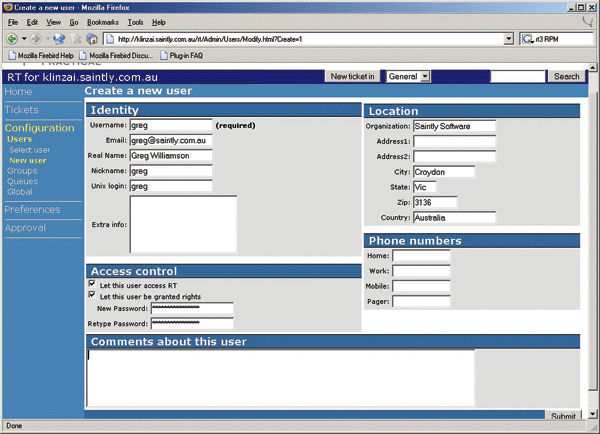 Create a new user - Mozilla Firefox
File Edit View Go Bookmarks Tools Help
http://klinzai.saintly.com.au/rt/Admin/Users/Modify.html?Create=1
rt3 RPM
Mozilla Firebird Help Mozilla Firebird Discu... Plug-in FAQ
RT for klinzai.saintly.com.au New ticket in General Search
Home
Tickets
Configuration
Users
Select user
New user
Groups
Queues
Global
Preferences
Approval
Create a new user
Identity
Username: greg (required)
Email: greg@saintly.com.au
Real Name: Greg Williamson
Nickname: greg
Unix login: greg
Extra info:
Access control
Let this user access RT
Let this user be granted rights
New Password: ***************
Retype Password: ***************
Location
Organization: Saintly Software
Address1:
Address2:
City: Croydon
State: Vic
Zip: 3136
Country: Australia
Phone numbers
Home:
Work:
Mobile:
Pager:
Comments about this user
Submit
Done